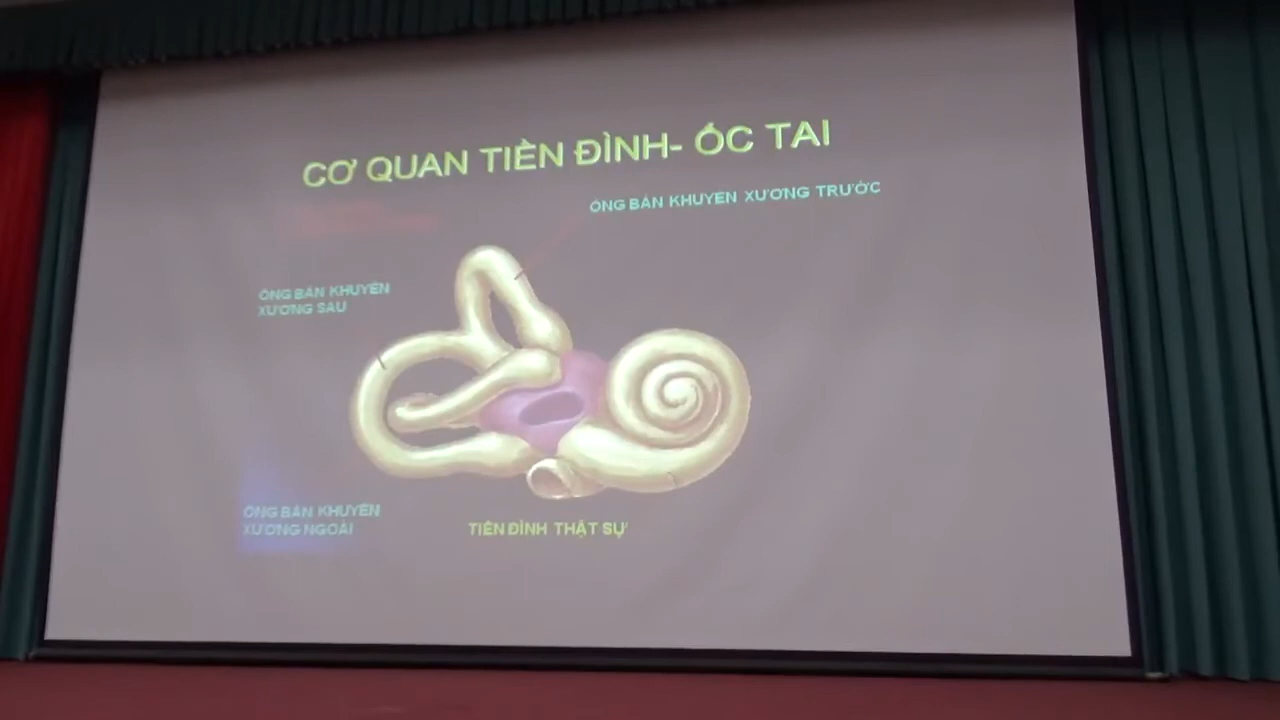 CƠ QUAN TIỀN ĐÌNH- ỐC TAI
ỐNG BÁN KHUYÊN XƯƠNG TRƯỚC
ỐNG BÁN KHUYÊN
XƯƠNG SAU
ỐNG BÁN KHUYÊN
XƯƠNG NGOÀI
TIỀN ĐÌNH THẬT SỰ